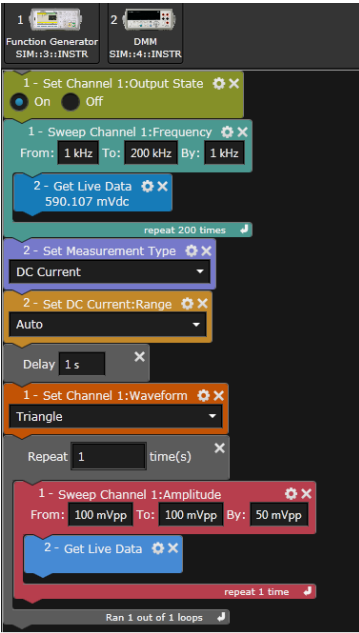 1
2
Function Generator
SIM::3::INSTR
DMM
SIM::4::INSTR
1 - Set Channel 1:Output State
On Off
1 - Sweep Channel 1:Frequency
From: 1 kHz To: 200 kHz By: 1 kHz
2 - Get Live Data
590.107 mVdc
repeat 200 times
2 - Set Measurement Type
DC Current
2 - Set DC Current:Range
Auto
Delay 1 s
1 - Set Channel 1:Waveform
Triangle
Repeat 1 time(s)
1 - Sweep Channel 1:Amplitude
From: 100 mVpp To: 100 mVpp By: 50 mVpp
2 - Get Live Data
repeat 1 time
Ran 1 out of 1 loops